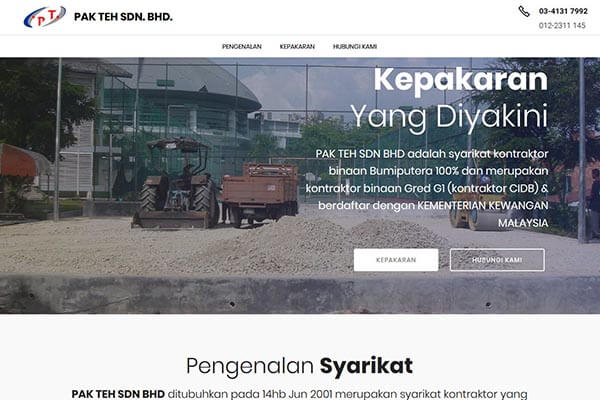 P.T.
PAK TEH SDN. BHD.
03-4131 7992
012-2311 145
PENGENALAN KEPAKARAN HUBUNGI KAMI
Kepakaran
Yang Diyakini
PAK TEH SDN BHD adalah syarikat kontraktor
binaan Bumiputera 100% dan merupakan
kontraktor binaan Gred G1 (kontraktor CIDB) &
berdaftar dengan KEMENTERIAN KEWANGAN
MALAYSIA
KEPAKARAN HUBUNGI KAMI
Pengenalan Syarikat
PAK TEH SDN BHD ditubuhkan pada 14hb Jun 2001 merupakan syarikat kontraktor yang